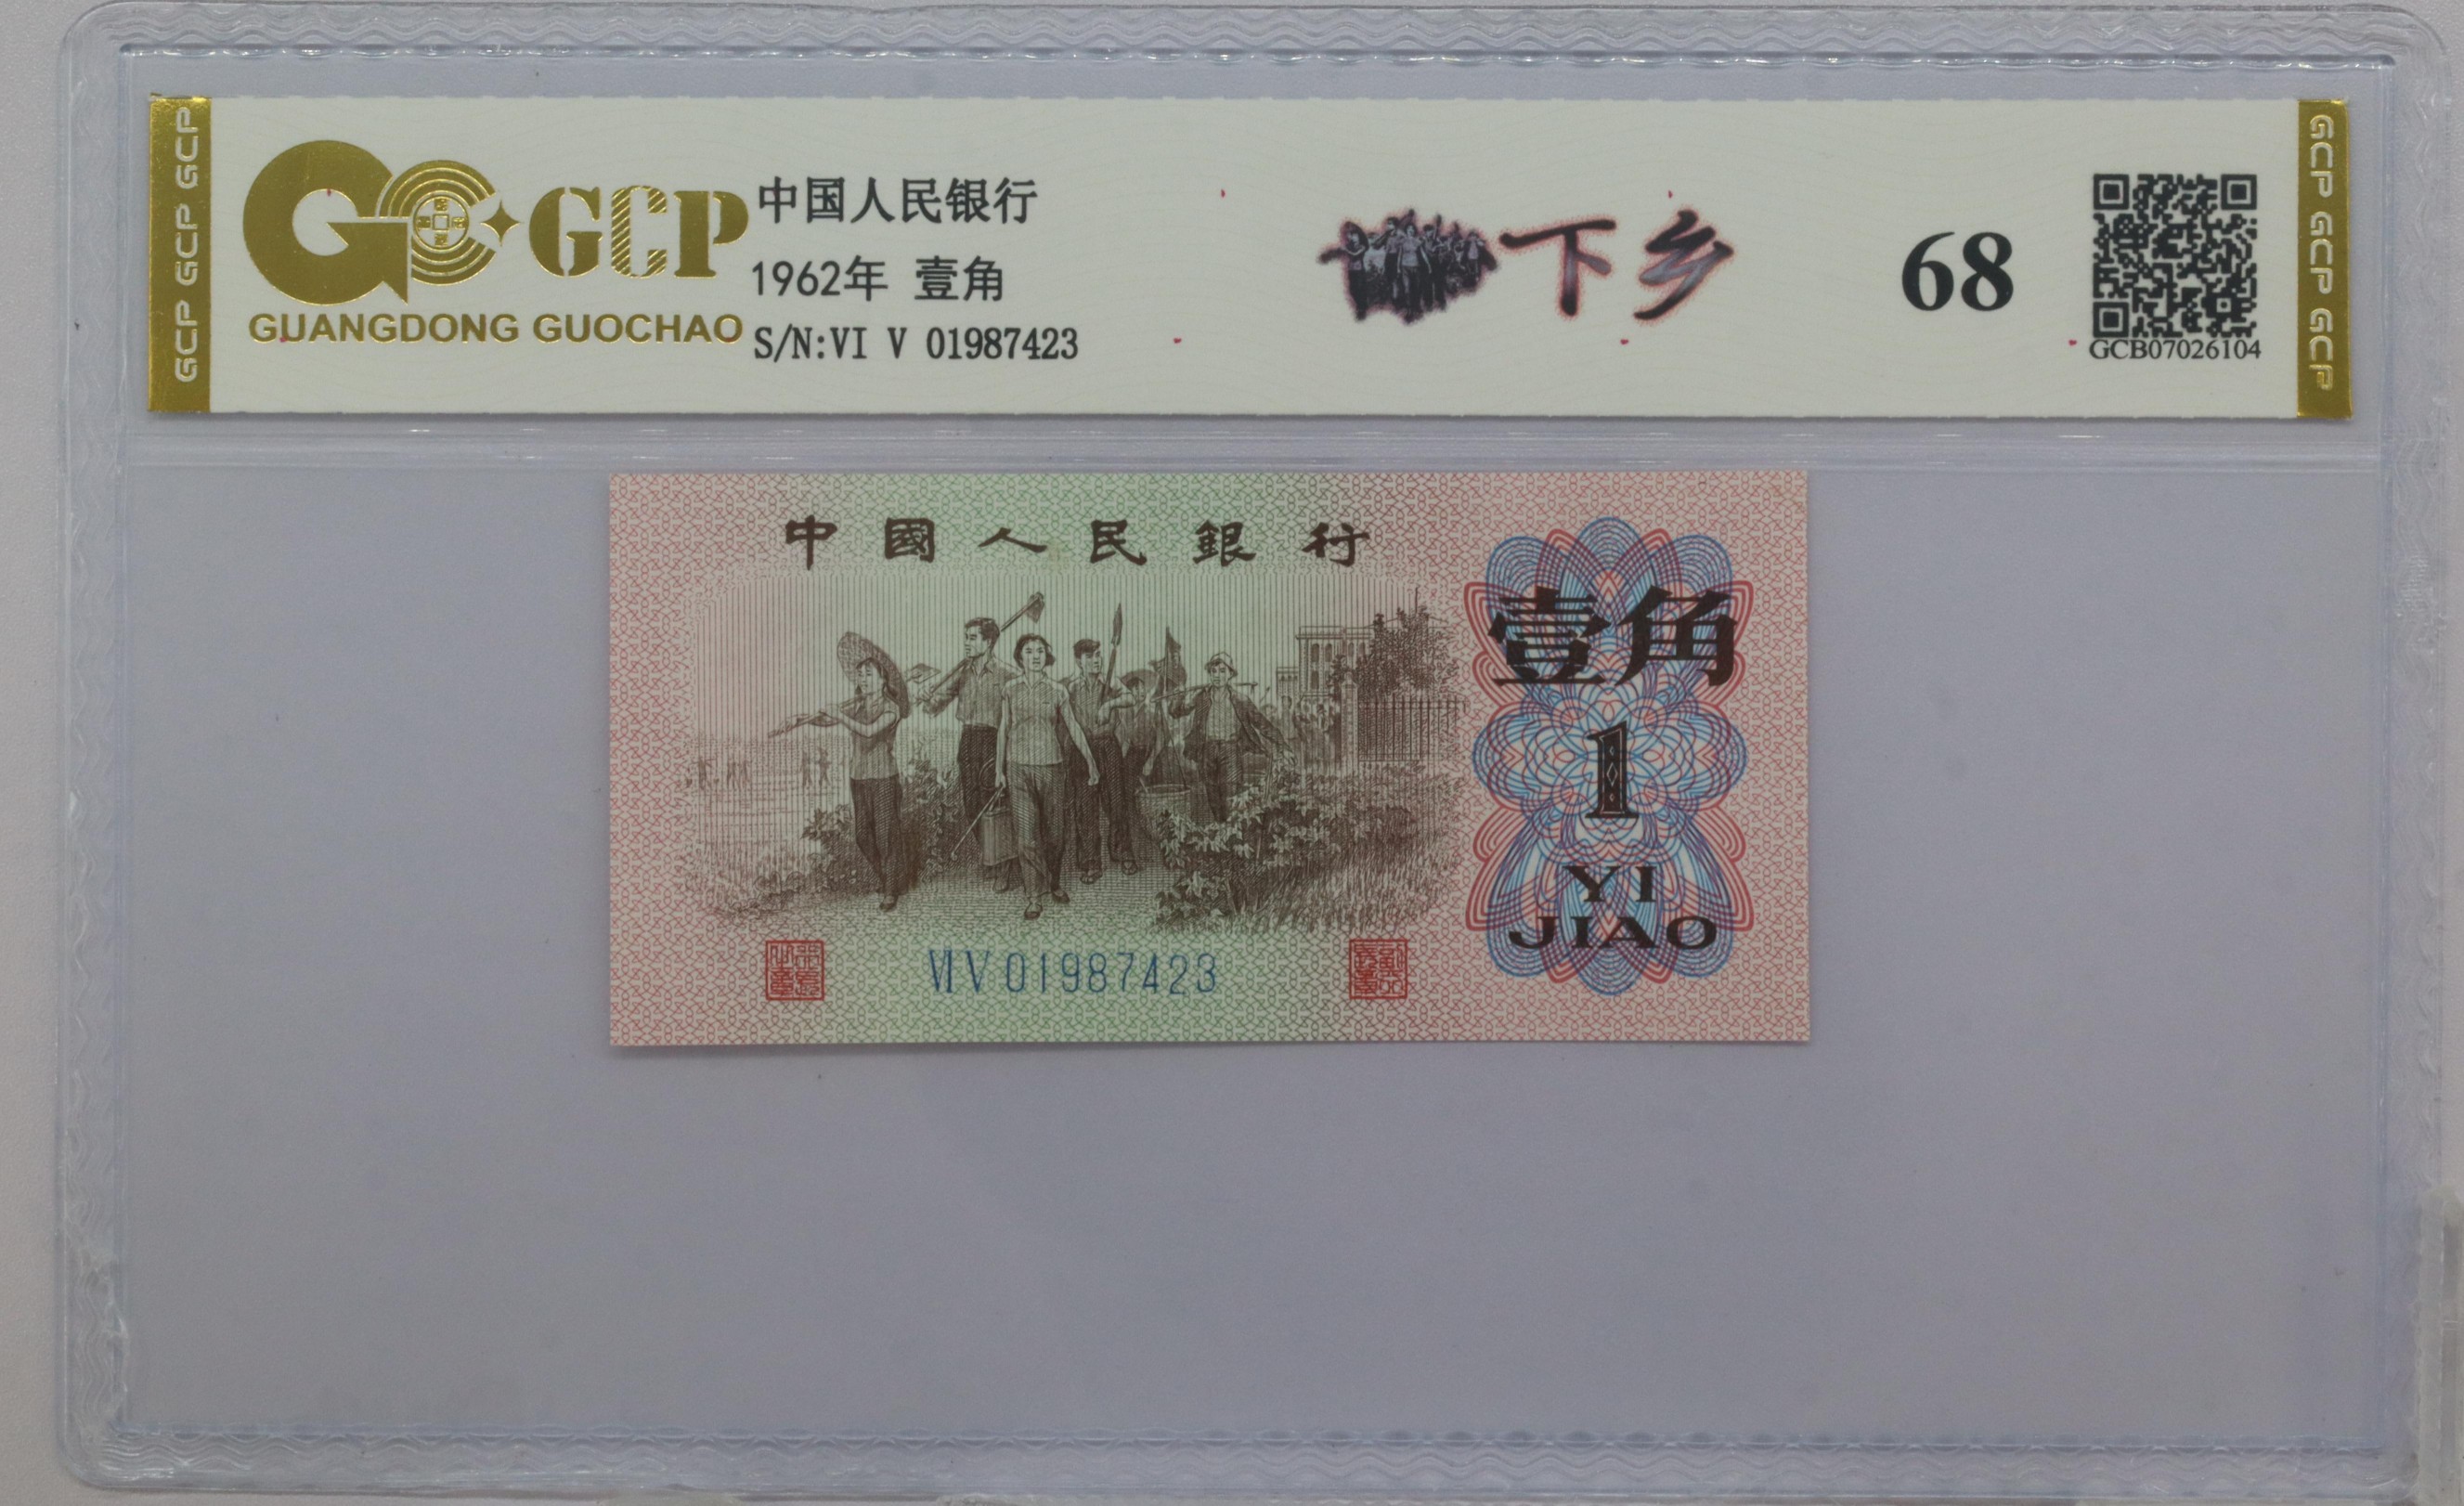 GCP GCP GCP
GCP
GUANGDONG GUOCHAO
中国人民银行
1962年 壹角
S/N:VI V 01987423
下乡
68
GCB07026104
GCP GCP GCP
中國人民銀行
壹角
1
YI
JIAO
VI V 01987423